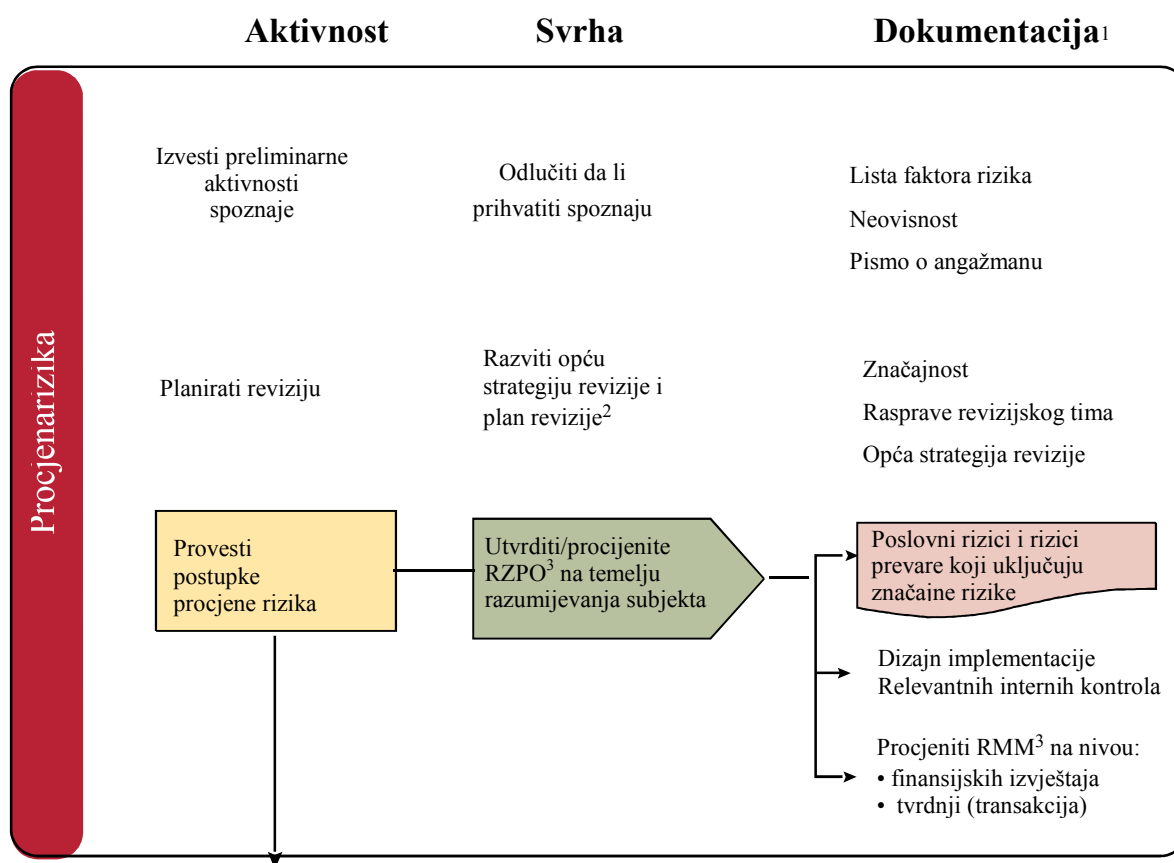 Aktivnost
Svrha
Dokumentacija1
Procjenarizika
Izvesti preliminarne
aktivnosti
spoznaje
Odlučiti da li
prihvatiti spoznaju
Lista faktora rizika
Neovisnost
Pismo o angažmanu
Planirati reviziju
Razviti opću
strategiju revizije i
plan revizije2
Značajnost
Rasprave revizijskog tima
Opća strategija revizije
Provesti
postupke
procjene rizika
Utvrditi/procijenite
RZPO3 na temelju
razumijevanja subjekta
Poslovni rizici i rizici
prevare koji uključuju
značajne rizike
Dizajn implementacije
Relevantnih internih kontrola
Procjeniti RMM3 na nivou:
• finansijskih izvještaja
• tvrdnji (transakcija)